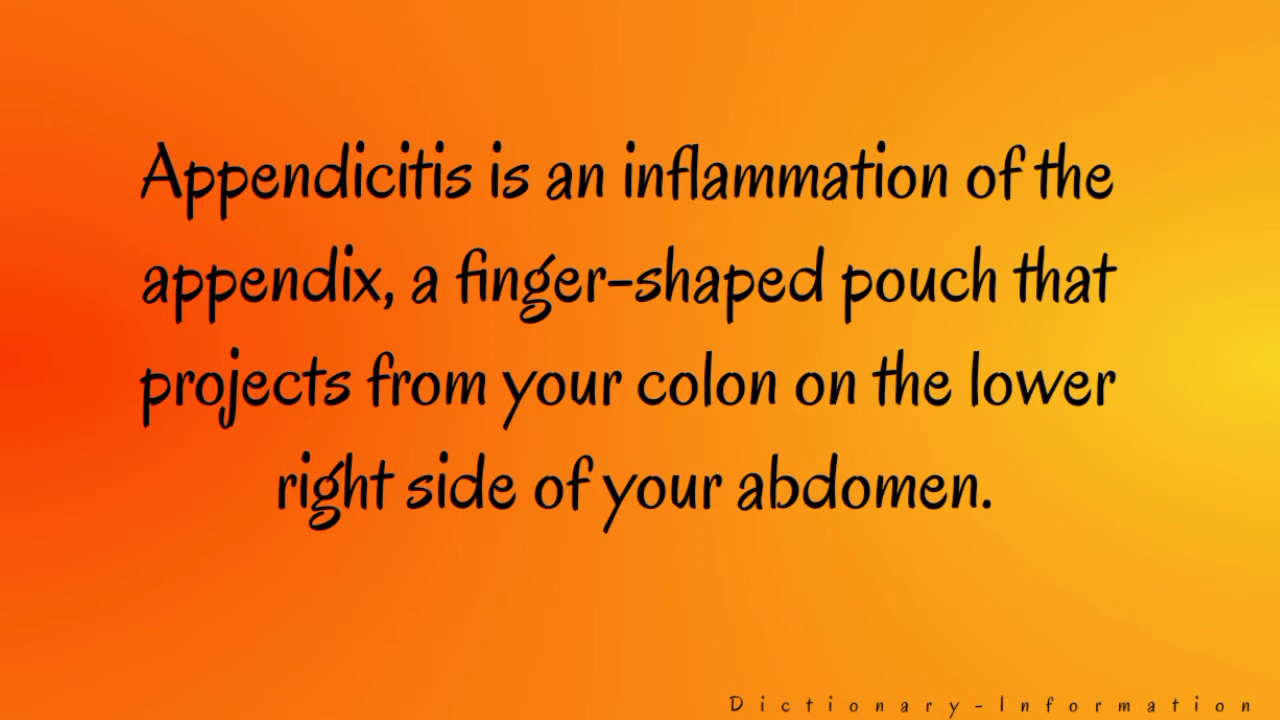 Appendicitis is an inflammation of the
appendix, a finger-shaped pouch that
projects from your colon on the lower
right side of your abdomen.
Dictionary-Information